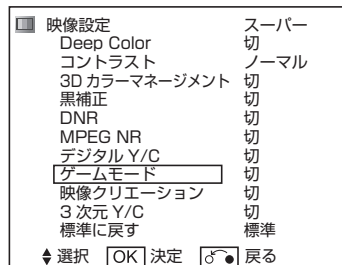 映像設定 スーパー
Deep Color 切
コントラスト ノーマル
3D カラーマネージメント 切
黒補正 切
DNR 切
MPEG NR 切
デジタル Y/C 切
ゲームモード 切
映像クリエーション 切
3 次元 Y/C 切
標準に戻す 標準
選択 OK 決定 戻る